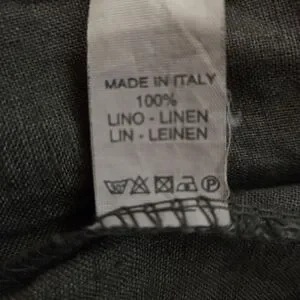 MADE IN ITALY
100%
LINO - LINEN
LIN - LEINEN
P